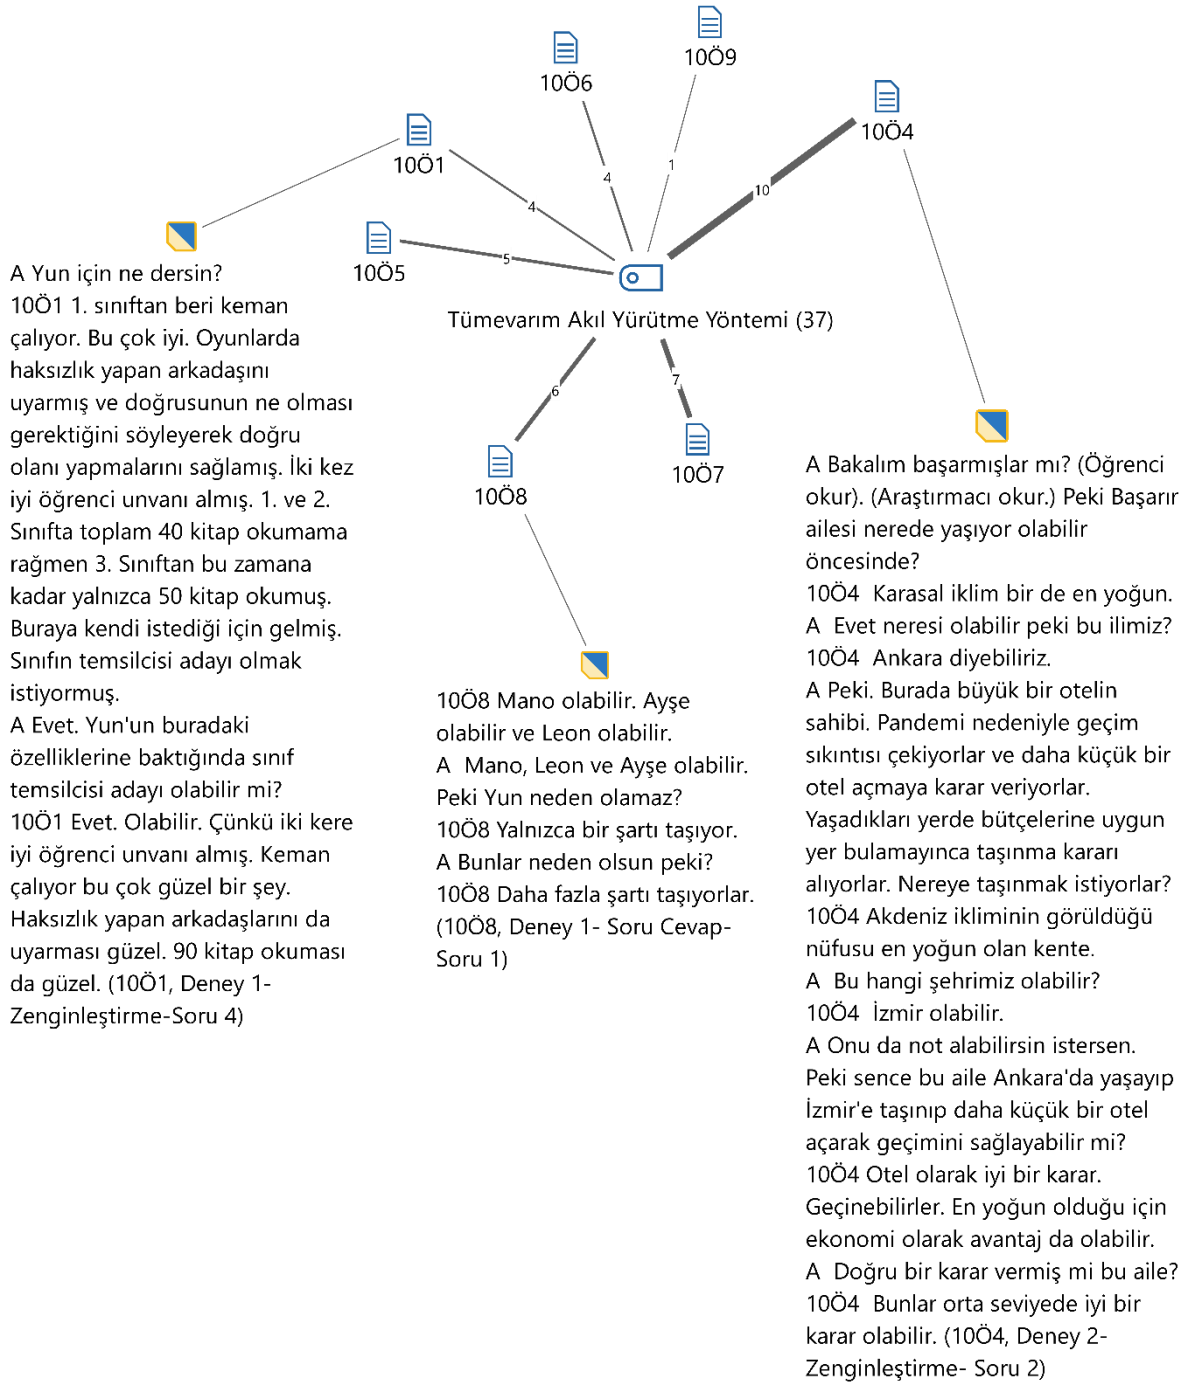 10Ö9
10Ö6
10Ö4
10Ö1
10Ö5
4
1
10
4
5
Tümevarım Akıl Yürütme Yöntemi (37)
6
7
10Ö8
10Ö7
A Yun için ne dersin?
10Ö1 1. sınıftan beri keman
çalıyor. Bu çok iyi. Oyunlarda
haksızlık yapan arkadaşını
uyarmış ve doğrusunun ne olması
gerektiğini söyleyerek doğru
olanı yapmalarını sağlamış. İki kez
iyi öğrenci unvanı almış. 1. ve 2.
Sınıfta toplam 40 kitap okumama
rağmen 3. Sınıftan bu zamana
kadar yalnızca 50 kitap okumuş.
Buraya kendi istediği için gelmiş.
Sınıfın temsilcisi adayı olmak
istiyormuş.
A Evet. Yun'un buradaki
özelliklerine baktığında sınıf
temsilcisi adayı olabilir mi?
10Ö1 Evet. Olabilir. Çünkü iki kere
iyi öğrenci unvanı almış. Keman
çalıyor bu çok güzel bir şey.
Haksızlık yapan arkadaşlarını da
uyarması güzel. 90 kitap okuması
da güzel. (10Ö1, Deney 1-
Zenginleştirme-Soru 4)
10Ö8 Mano olabilir. Ayşe
olabilir ve Leon olabilir.
A Mano, Leon ve Ayşe olabilir.
Peki Yun neden olamaz?
10Ö8 Yalnızca bir şartı taşıyor.
A Bunlar neden olsun peki?
10Ö8 Daha fazla şartı taşıyorlar.
(10Ö8, Deney 1- Soru Cevap-
Soru 1)
A Bakalım başarmışlar mı? (Öğrenci
okur). (Araştırmacı okur.) Peki Başarır
ailesi nerede yaşıyor olabilir
öncesinde?
10Ö4 Karasal iklim bir de en yoğun.
A Evet neresi olabilir peki bu ilimiz?
10Ö4 Ankara diyebiliriz.
A Peki. Burada büyük bir otelin
sahibi. Pandemi nedeniyle geçim
sıkıntısı çekiyorlar ve daha küçük bir
otel açmaya karar veriyorlar.
Yaşadıkları yerde bütçelerine uygun
yer bulamayınca taşınma kararı
alıyorlar. Nereye taşınmak istiyorlar?
10Ö4 Akdeniz ikliminin görüldüğü
nüfusu en yoğun olan kente.
A Bu hangi şehrimiz olabilir?
10Ö4 İzmir olabilir.
A Onu da not alabilirsin istersen.
Peki sence bu aile Ankara'da yaşayıp
İzmir'e taşınıp daha küçük bir otel
açarak geçimini sağlayabilir mi?
10Ö4 Otel olarak iyi bir karar.
Geçinebilirler. En yoğun olduğu için
ekonomi olarak avantaj da olabilir.
A Doğru bir karar vermiş mi bu aile?
10Ö4 Bunlar orta seviyede iyi bir
karar olabilir. (10Ö4, Deney 2-
Zenginleştirme- Soru 2)